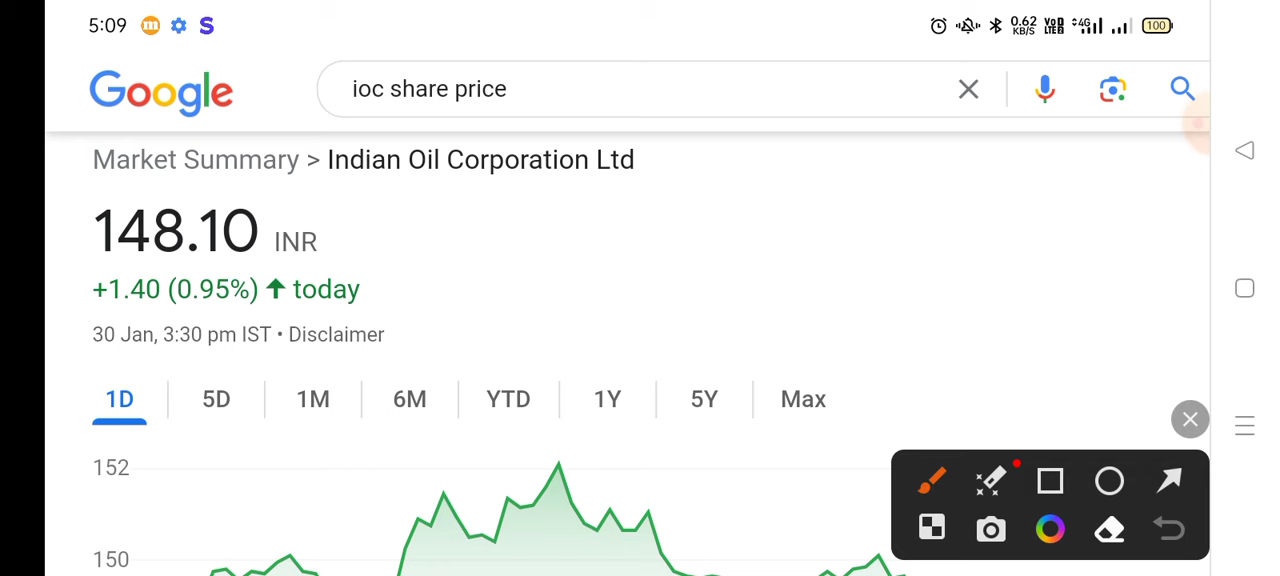 5:09 m S 0.62 KB/S VoD LTE2 4G 100
Google ioc share price
Market Summary > Indian Oil Corporation Ltd
148.10 INR
+1.40 (0.95%) ↑ today
30 Jan, 3:30 pm IST • Disclaimer
1D 5D 1M 6M YTD 1Y 5Y Max
152
150